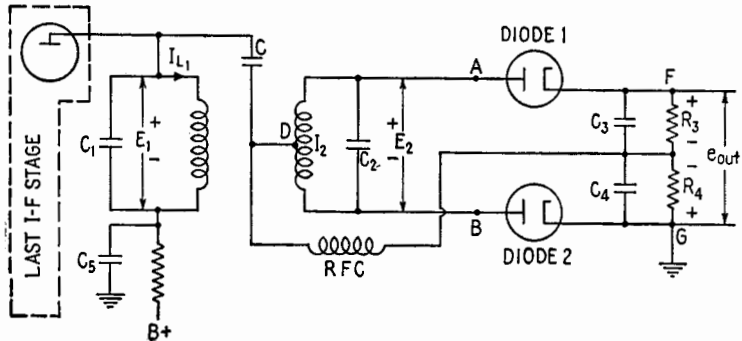 LAST I-F STAGE
I_L1
C
C1
E1
+
-
C5
B+
D
I2
C2
+
E2
-
A
B
RFC
DIODE 1
DIODE 2
C3
C4
F
+
R3
-
-
R4
+
G
e_out